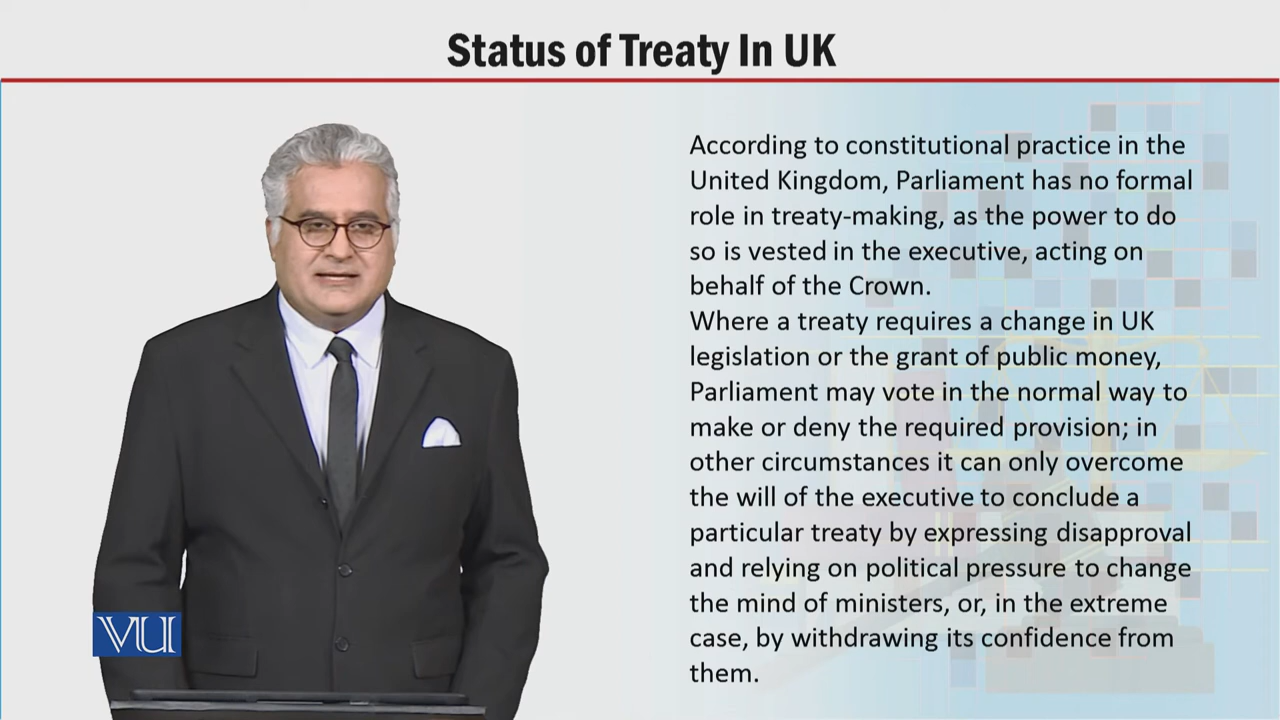 Status of Treaty In UK
According to constitutional practice in the
United Kingdom, Parliament has no formal
role in treaty-making, as the power to do
so is vested in the executive, acting on
behalf of the Crown.
Where a treaty requires a change in UK
legislation or the grant of public money,
Parliament may vote in the normal way to
make or deny the required provision; in
other circumstances it can only overcome
the will of the executive to conclude a
particular treaty by expressing disapproval
and relying on political pressure to change
the mind of ministers, or, in the extreme
case, by withdrawing its confidence from
them.
VU